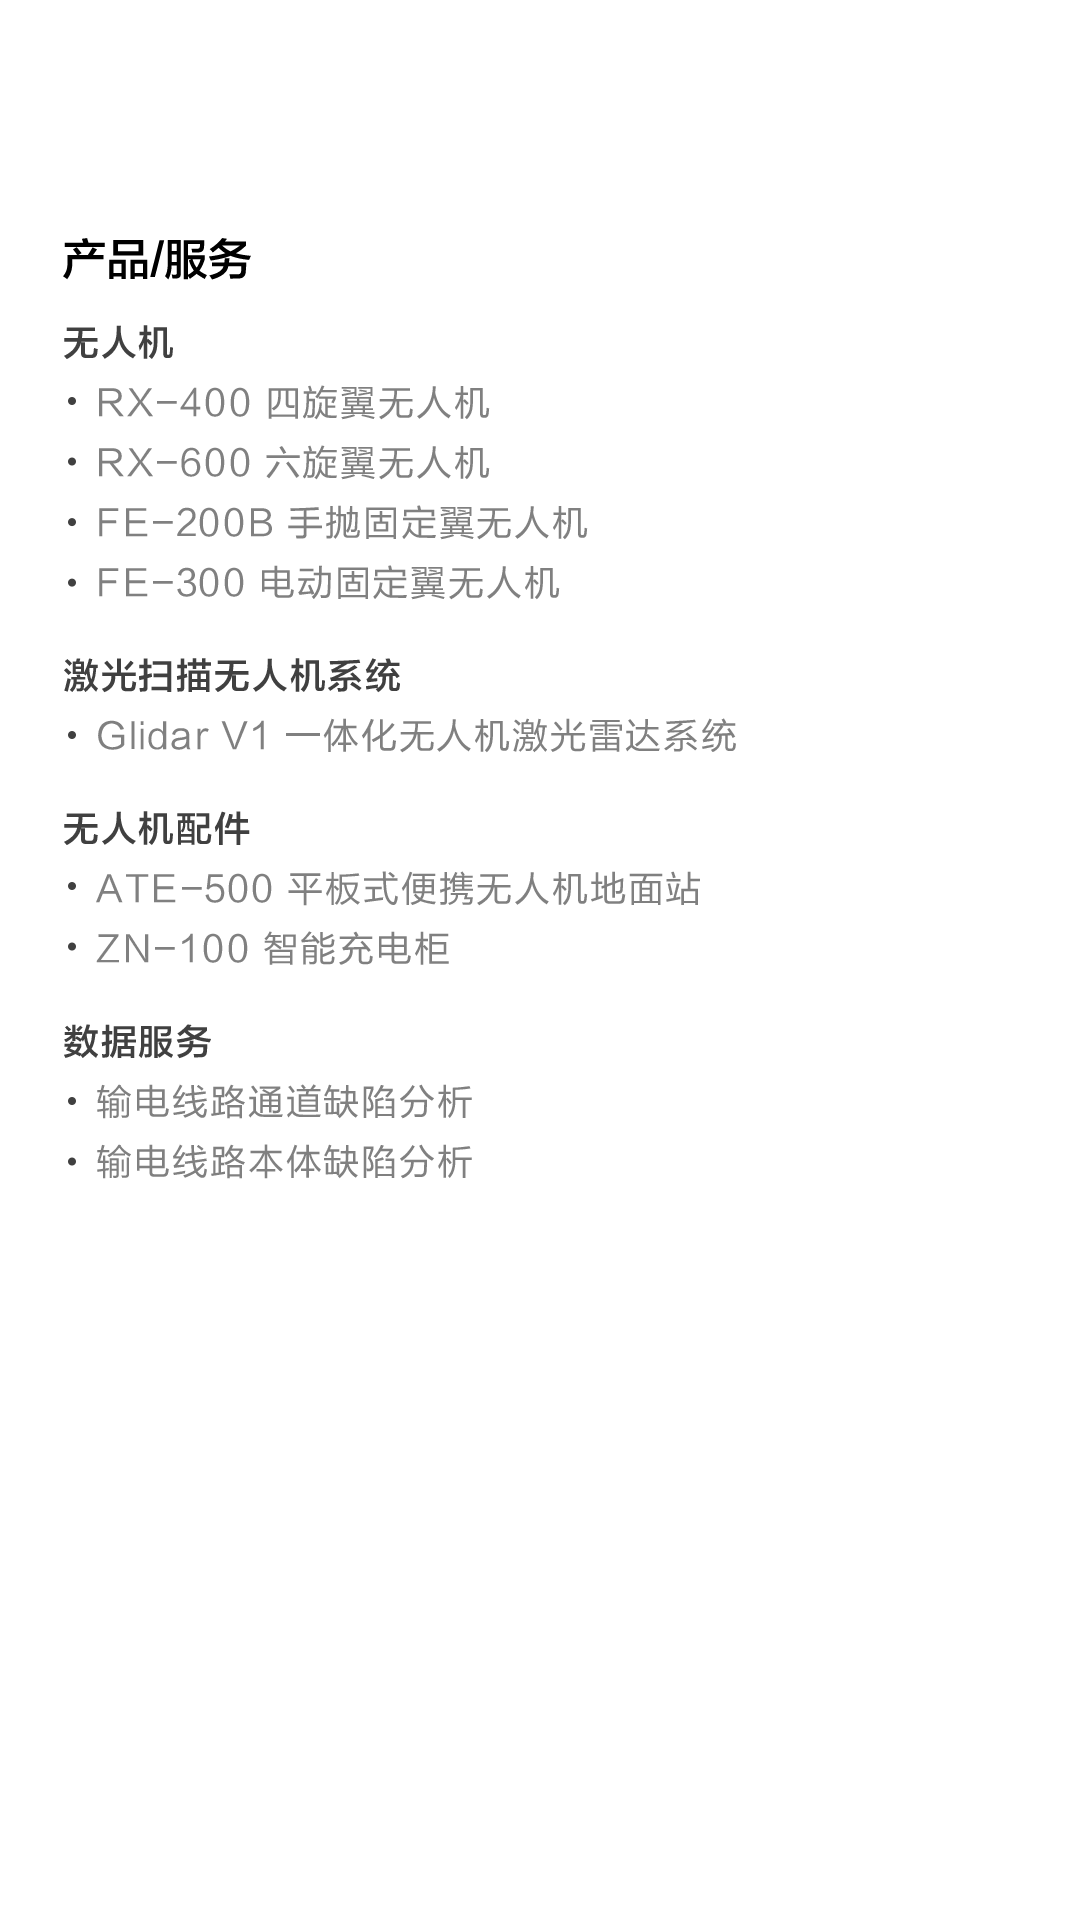 产品/服务
无人机
• RX-400 四旋翼无人机
• RX-600 六旋翼无人机
• FE-200B 手抛固定翼无人机
• FE-300 电动固定翼无人机
激光扫描无人机系统
• Glidar V1 一体化无人机激光雷达系统
无人机配件
• ATE-500 平板式便携无人机地面站
• ZN-100 智能充电柜
数据服务
• 输电线路通道缺陷分析
• 输电线路本体缺陷分析